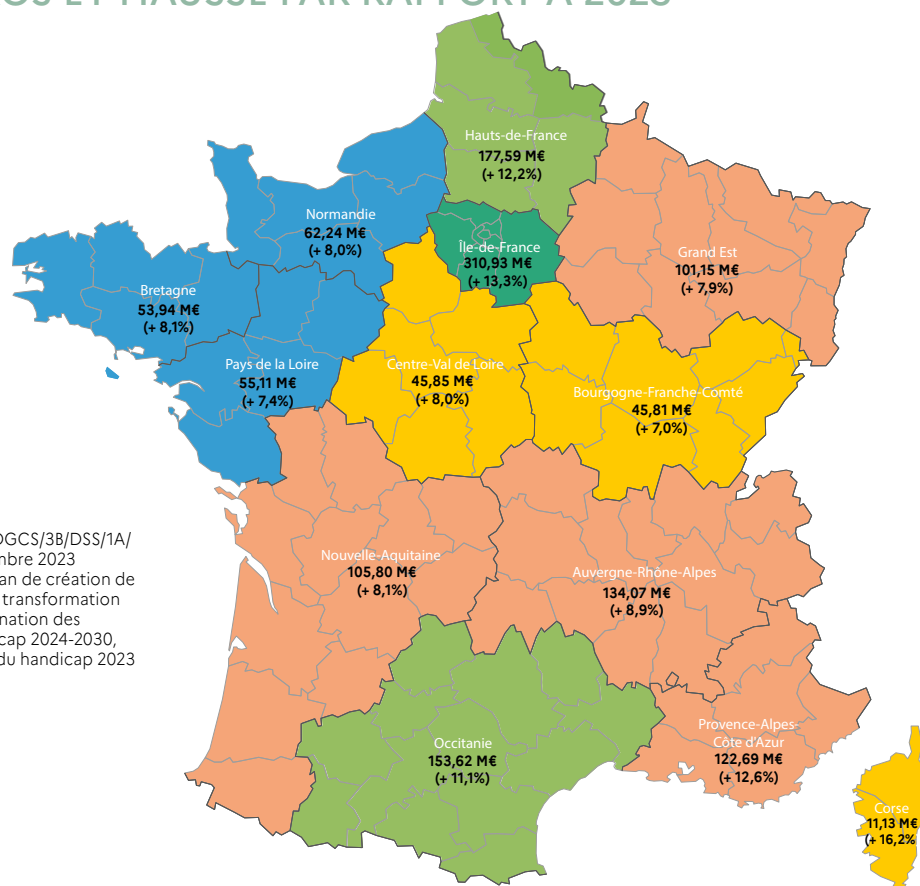 Hauts-de-France
177,59 M€
(+ 12,2%)
Normandie
62,24 M€
(+ 8,0%)
Île-de-France
310,93 M€
(+ 13,3%)
Grand Est
101,15 M€
(+ 7,9%)
Bretagne
53,94 M€
(+ 8,1%)
Pays de la Loire
55,11 M€
(+ 7,4%)
Centre-Val de Loire
45,85 M€
(+ 8,0%)
Bourgogne-Franche-Comté
45,81 M€
(+ 7,0%)
DGCS/3B/DSS/1A/
mbre 2023
an de création de
transformation
nation des
cap 2024-2030,
du handicap 2023
Nouvelle-Aquitaine
105,80 M€
(+ 8,1%)
Auvergne-Rhône-Alpes
134,07 M€
(+ 8,9%)
Occitanie
153,62 M€
(+ 11,1%)
Provence-Alpes-
Côte d'Azur
122,69 M€
(+ 12,6%)
Corse
11,13 M€
(+ 16,2%